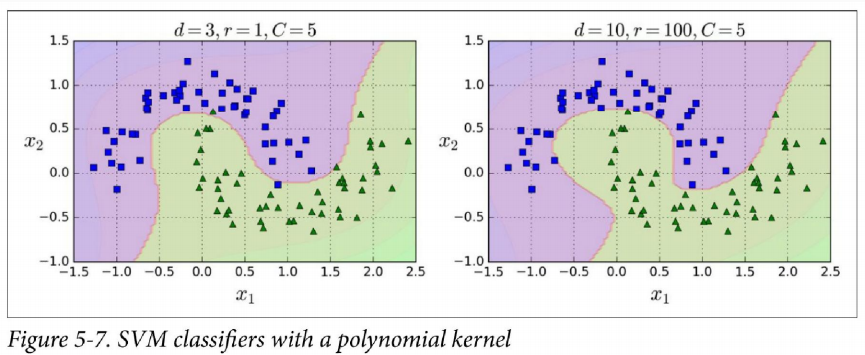 d = 3, r = 1, C = 5
1.5
1.0
0.5
0.0
−0.5
−1.0
x2
−1.5 −1.0 −0.5 0.0 0.5 1.0 1.5 2.0 2.5
x1
d = 10, r = 100, C = 5
1.5
1.0
0.5
0.0
−0.5
−1.0
x2
−1.5 −1.0 −0.5 0.0 0.5 1.0 1.5 2.0 2.5
x1
Figure 5-7. SVM classifiers with a polynomial kernel